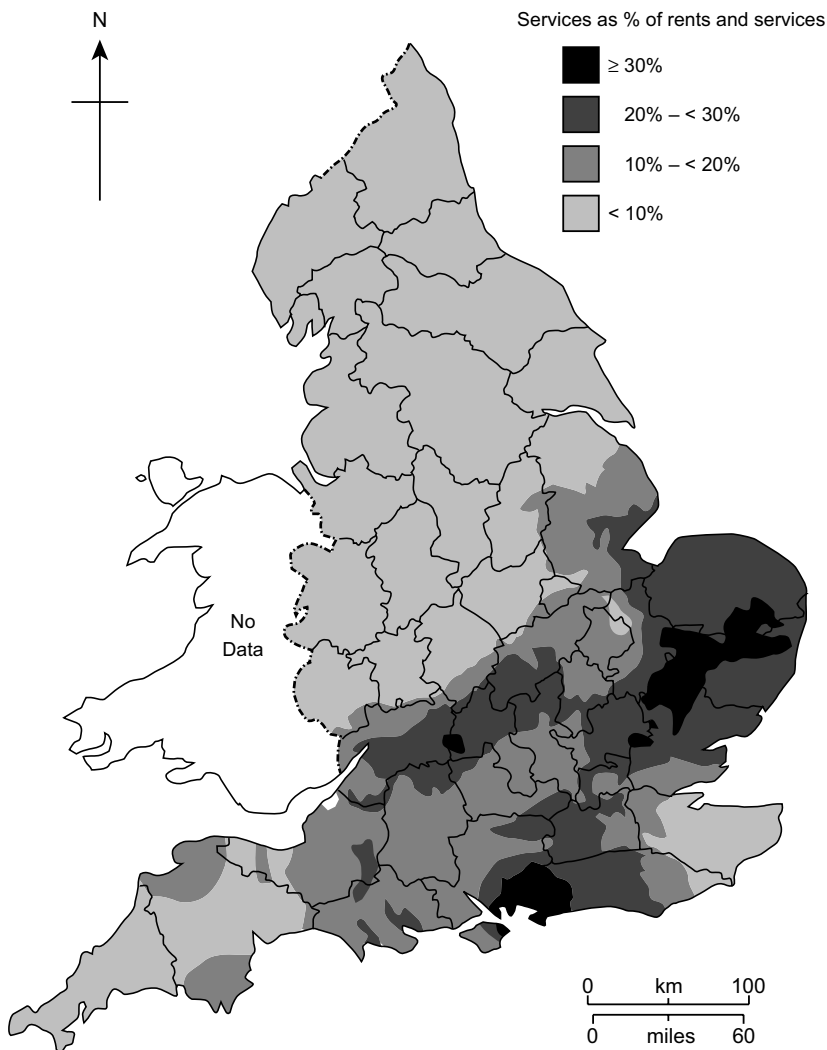 N
Services as % of rents and services
≥ 30%
20% – < 30%
10% – < 20%
< 10%
No
Data
0 km 100
0 miles 60